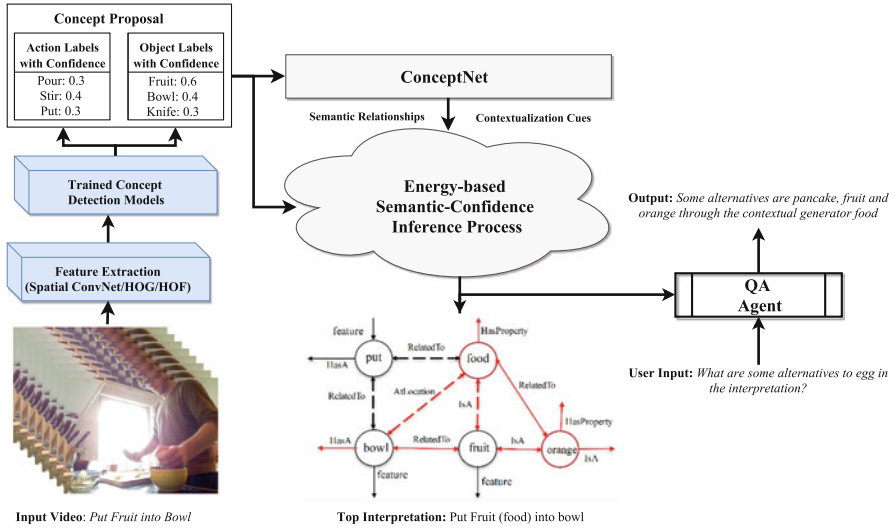 Concept Proposal
Action Labels
with Confidence
Pour: 0.3
Stir: 0.4
Put: 0.3
Object Labels
with Confidence
Fruit: 0.6
Bowl: 0.4
Knife: 0.3
ConceptNet
Semantic Relationships
Contextualization Cues
Trained Concept
Detection Models
Energy-based
Semantic-Confidence
Inference Process
Feature Extraction
(Spatial ConvNet/HOG/HOF)
Output: Some alternatives are pancake, fruit and
orange through the contextual generator food
QA
Agent
User Input: What are some alternatives to egg in
the interpretation?
feature
HasProperty
RelatedTo
put
food
HasA
RelatedTo
AtLocation
RelatedTo
IsA
HasProperty
HasA
bowl
RelatedTo
fruit
IsA
orange
IsA
feature
feature
Input Video: Put Fruit into Bowl
Top Interpretation: Put Fruit (food) into bowl